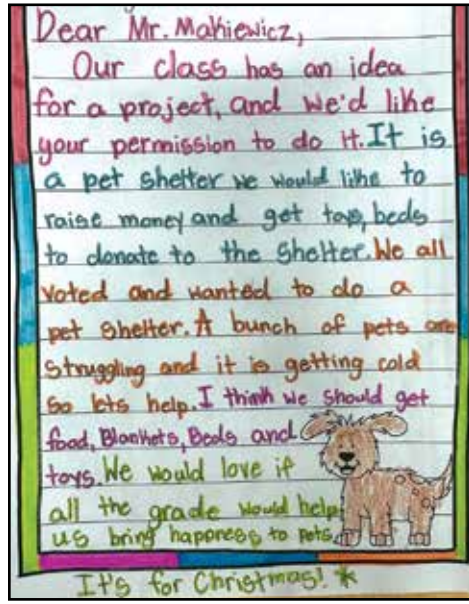 Dear Mr. Makiewicz,
Our class has an idea
for a project, and we'd like
your permission to do it. It is
a pet shelter we would like to
raise money and get toys, beds
to donate to the shelter. We all
voted and wanted to do a
pet shelter. A bunch of pets are
struggling and it is getting cold
so lets help. I think we should get
food, Blankets, Beds and
toys. We would love if
all the grade would help
us bring happness to pets.
It's for Christmas! *